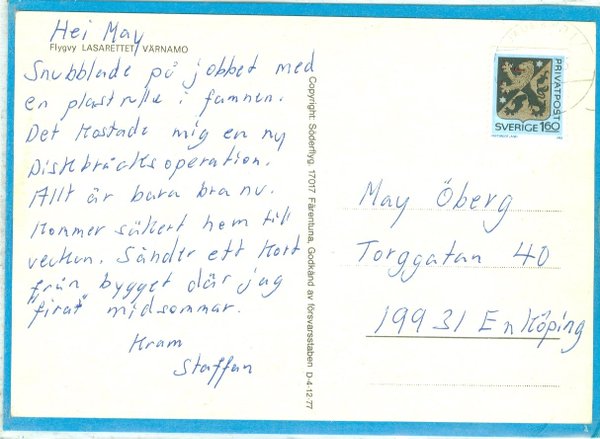 Hei May
Flygvy LASARETTET, VÄRNAMO
Snubblade på jobbet med
en plastrulle i famnen.
Det kostade mig en ny
Diskbråcksoperation.
Allt är bara bra nu.
Kommer säkert hem till
veckan. Sänder ett kort
från bygget där jag
"firat" midsommar.
Kram
Staffan
Copyright: Söderflyg, 17017 Färentuna. Godkänd av försvarsstaben D-4-12-77
PRIVATPOST
SVERIGE 160
May Öberg
Torggatan 40
19931 Enköping